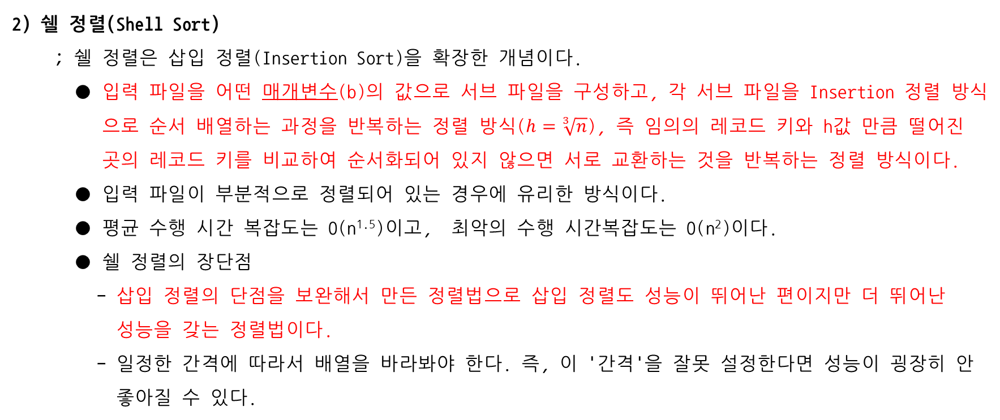 2) 쉘 정렬(Shell Sort)
; 쉘 정렬은 삽입 정렬(Insertion Sort)을 확장한 개념이다.
● 입력 파일을 어떤 매개변수(b)의 값으로 서브 파일을 구성하고, 각 서브 파일을 Insertion 정렬 방식
으로 순서 배열하는 과정을 반복하는 정렬 방식(h = ∛n), 즉 임의의 레코드 키와 h값 만큼 떨어진
곳의 레코드 키를 비교하여 순서화되어 있지 않으면 서로 교환하는 것을 반복하는 정렬 방식이다.
● 입력 파일이 부분적으로 정렬되어 있는 경우에 유리한 방식이다.
● 평균 수행 시간 복잡도는 O(n¹·⁵)이고, 최악의 수행 시간복잡도는 O(n²)이다.
● 쉘 정렬의 장단점
- 삽입 정렬의 단점을 보완해서 만든 정렬법으로 삽입 정렬도 성능이 뛰어난 편이지만 더 뛰어난
성능을 갖는 정렬법이다.
- 일정한 간격에 따라서 배열을 바라봐야 한다. 즉, 이 '간격'을 잘못 설정한다면 성능이 굉장히 안
좋아질 수 있다.